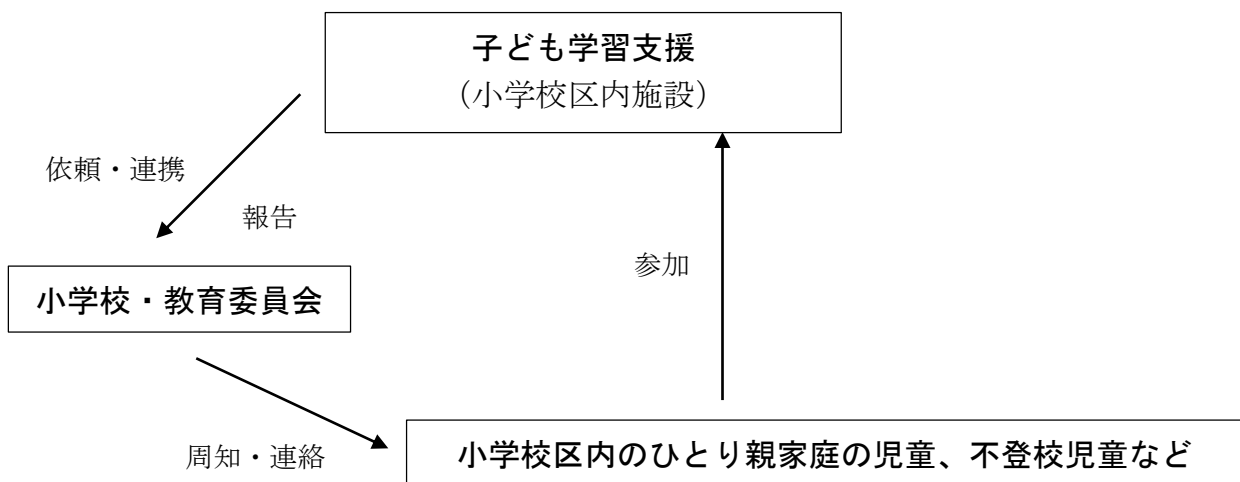 子ども学習支援
（小学校区内施設）
依頼・連携
報告
参加
小学校・教育委員会
周知・連絡
小学校区内のひとり親家庭の児童、不登校児童など